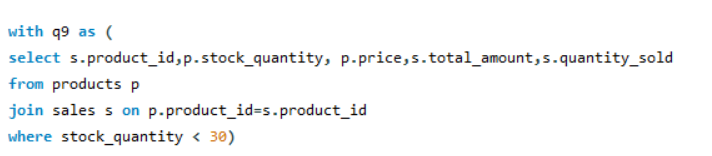 with q9 as (
select s.product_id,p.stock_quantity, p.price,s.total_amount,s.quantity_sold
from products p
join sales s on p.product_id=s.product_id
where stock_quantity < 30)